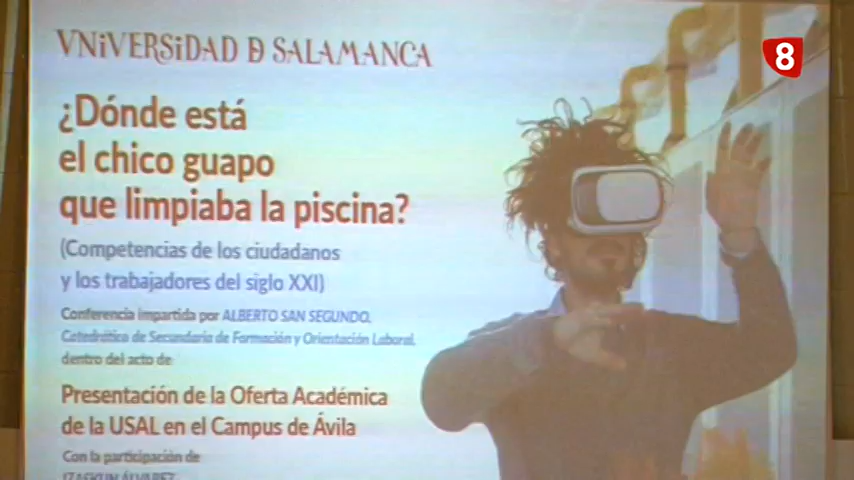 VNiVERSiDAD Ð SALAMANCA
8
¿Dónde está
el chico guapo
que limpiaba la piscina?
(Competencias de los ciudadanos
y los trabajadores del siglo XXI)
Conferencia impartida por ALBERTO SAN SEGUNDO,
Catedrático de Secundaria de Formación y Orientación Laboral,
dentro del acto de
Presentación de la Oferta Académica
de la USAL en el Campus de Ávila
Con la participación de
IZASKUN ÁLVAREZ